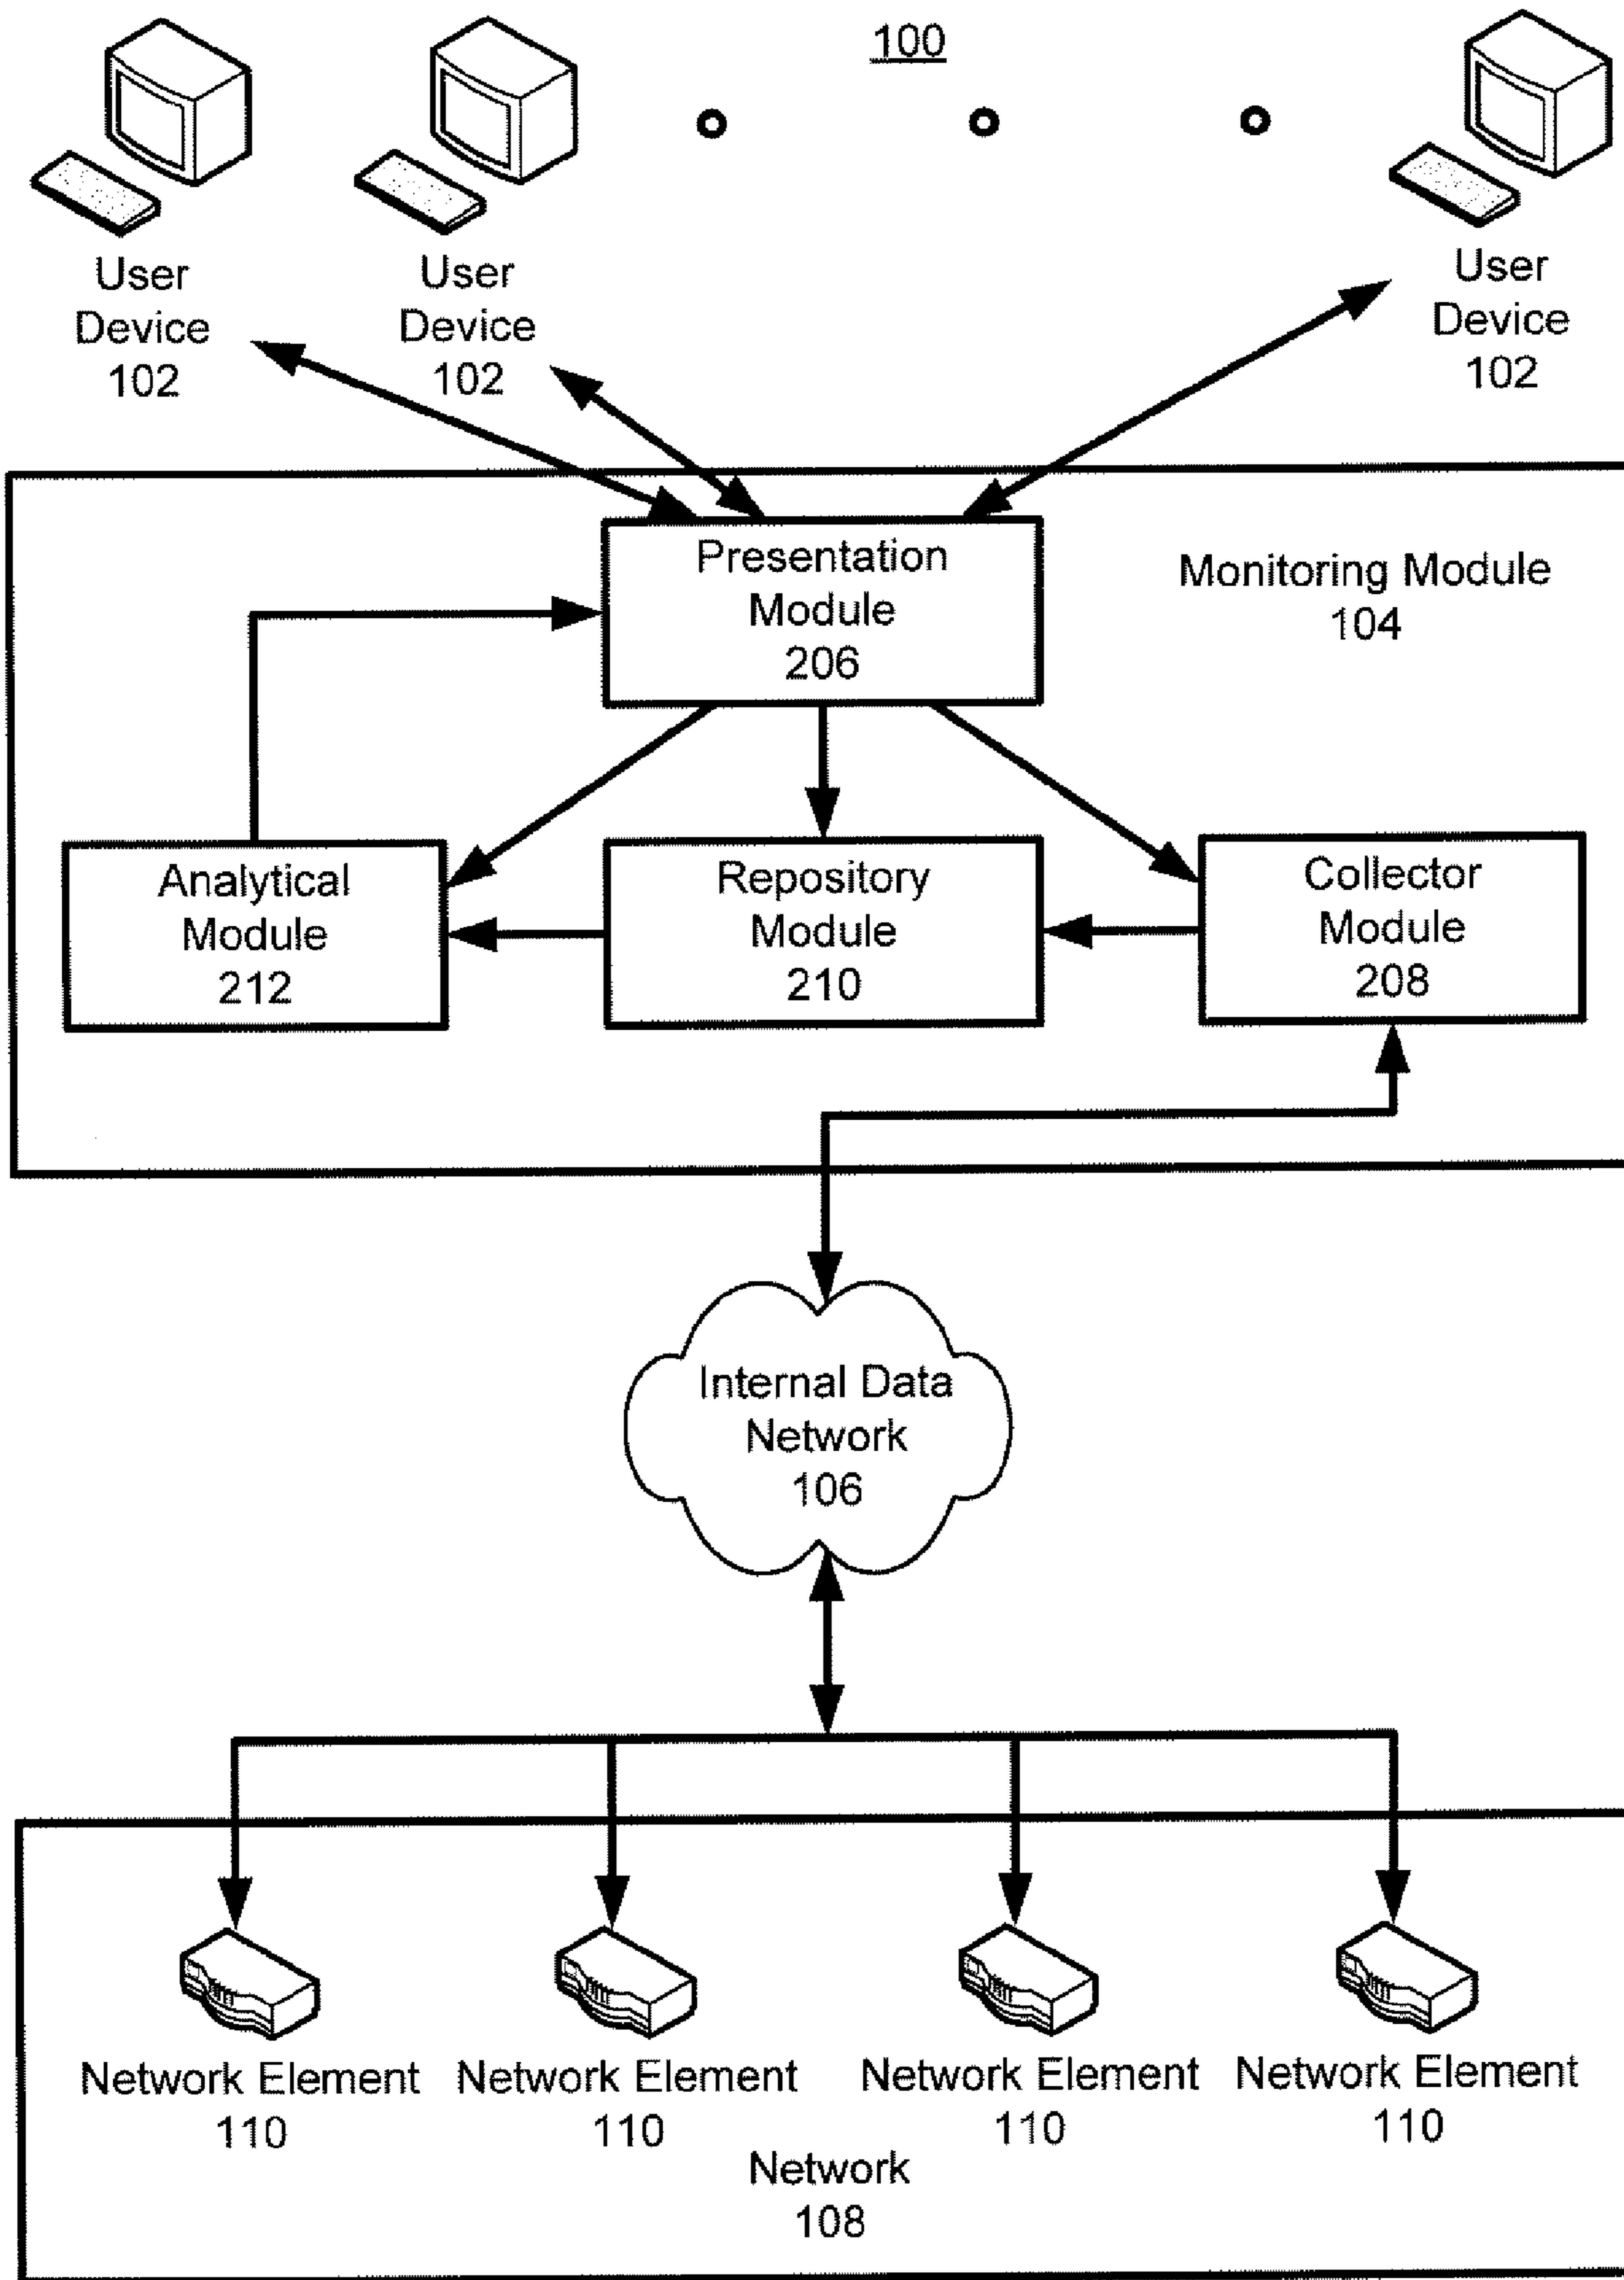 100
User
Device
102
User
Device
102
User
Device
102
Presentation
Module
206
Monitoring Module
104
Analytical
Module
212
Repository
Module
210
Collector
Module
208
Internal Data
Network
106
Network Element
110
Network Element
110
Network Element
110
Network Element
110
Network
108